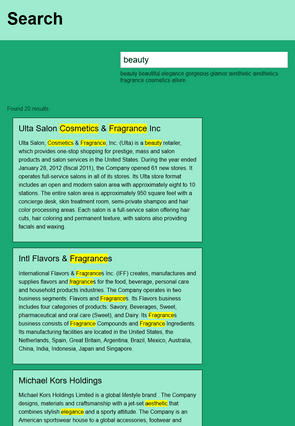 Search
beauty
beauty beautiful elegance gorgeous glamor aesthetic aesthetics
fragrance cosmetics allure
Found 20 results
Ulta Salon Cosmetics & Fragrance Inc
Ulta Salon, Cosmetics & Fragrance, Inc. (Ulta) is a beauty retailer,
which provides one-stop shopping for prestige, mass and salon
products and salon services in the United States. During the year ended
January 28, 2012 (fiscal 2011), the Company opened 61 new stores. It
operates full-service salons in all of its stores. Its Ulta store format
includes an open and modern salon area with approximately eight to 10
stations. The entire salon area is approximately 950 square feet with a
concierge desk, skin treatment room, semi-private shampoo and hair
color processing areas. Each salon is a full-service salon offering hair
cuts, hair coloring and permanent texture, with salons also providing
facials and waxing.
Intl Flavors & Fragrances
International Flavors & Fragrances Inc. (IFF) creates, manufactures and
supplies flavors and fragrances for the food, beverage, personal care
and household products industries. The Company operates in two
business segments: Flavors and Fragrances. Its Flavors business
includes four categories of products: Savory, Beverages, Sweet,
pharmaceutical and oral care (Sweet), and Dairy. Its Fragrances
business consists of Fragrance Compounds and Fragrance Ingredients.
Its manufacturing facilities are located in the United States, the
Netherlands, Spain, Great Britain, Argentina, Brazil, Mexico, Australia,
China, India, Indonesia, Japan and Singapore.
Michael Kors Holdings
Michael Kors Holdings Limited is a global lifestyle brand . The Company
designs, materials and craftsmanship with a jet-set aesthetic that
combines stylish elegance and a sporty attitude. The Company is an
American sportswear house to a global accessories, footwear and